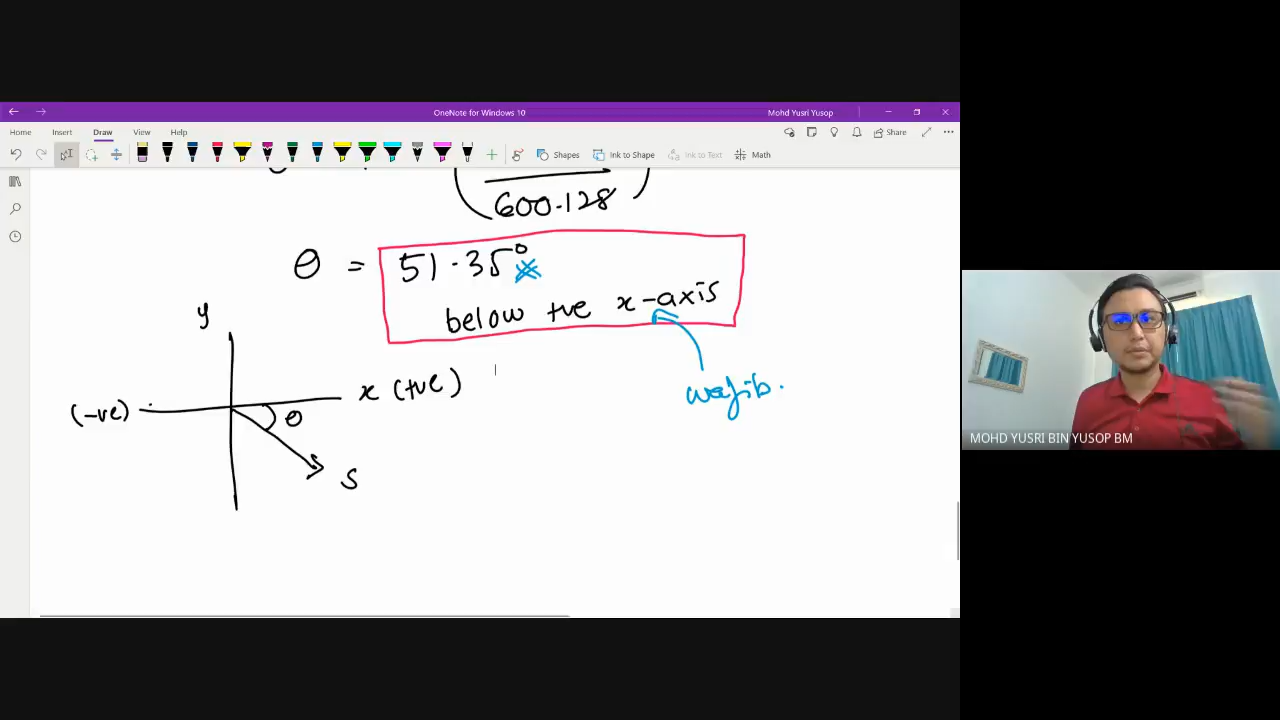 OneNote for Windows 10
Mohd Yusri Yusop
Home Insert Draw View Help
Share
Shapes Ink to Shape Ink to Text Math
600.128
θ = 51.35°
below +ve x-axis
wajib.
y
x (+ve)
(-ve)
θ
s
MOHD YUSRI BIN YUSOP BM